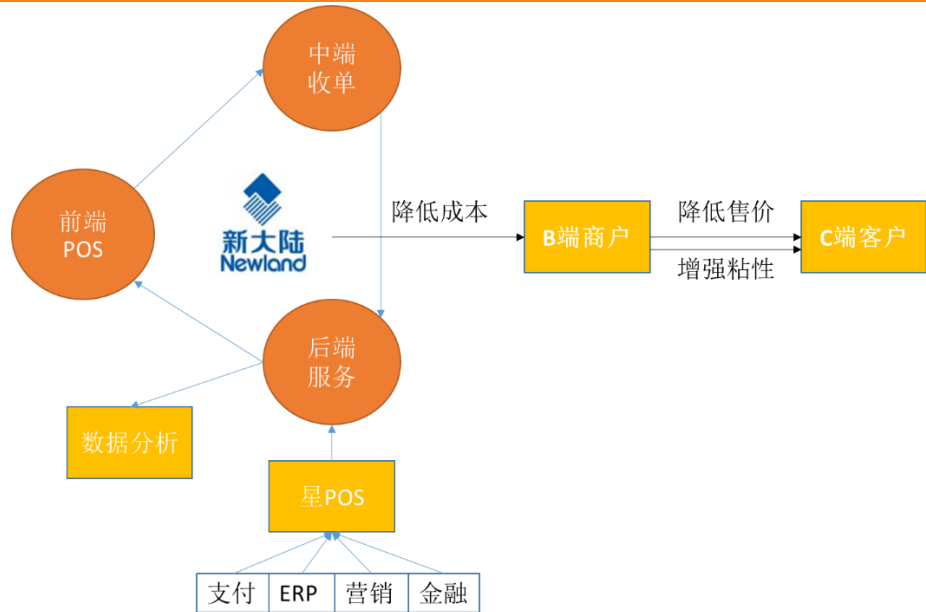 中端
收单
前端
POS
新大陆
Newland
降低成本
B端商户
降低售价
增强粘性
C端客户
后端
服务
数据分析
星POS
支付
ERP
营销
金融